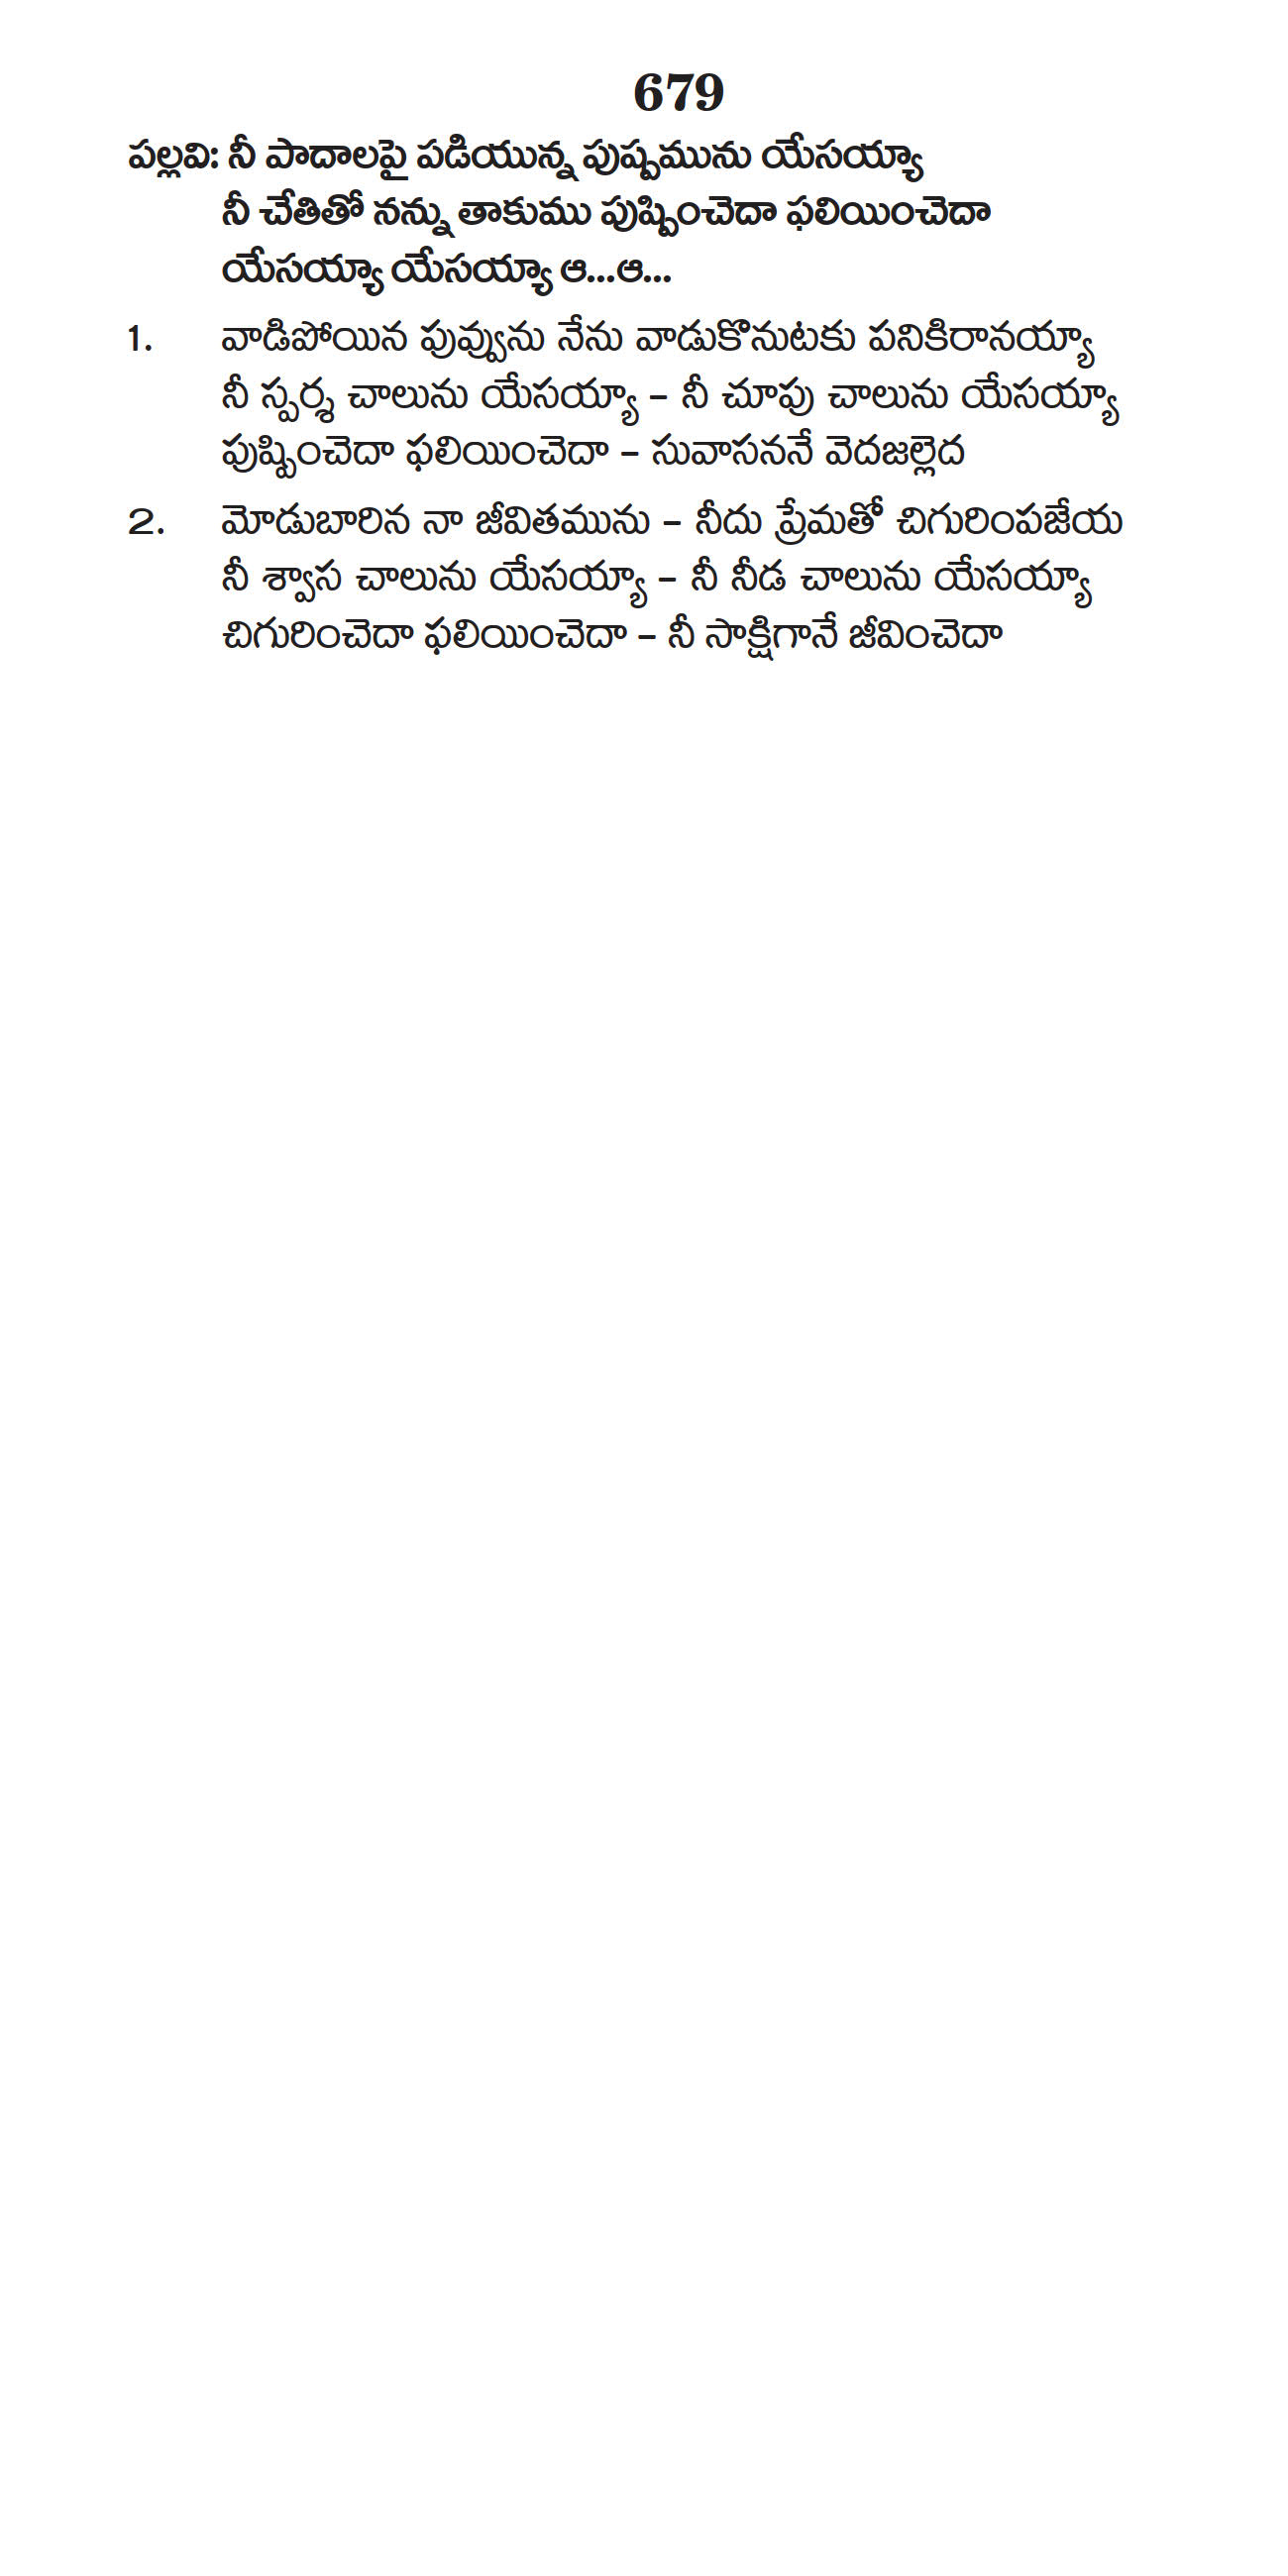 679
పల్లవి: నీ పాదాలపై పడియున్న పుష్పమును యేసయ్యా
నీ చేతితో నన్ను తాకుము పుష్పించెదా ఫలియించెదా
యేసయ్యా యేసయ్యా ఆ...ఆ...
1. వాడిపోయిన పువ్వును నేను వాడుకొనుటకు పనికిరానయ్యా
నీ స్పర్శ చాలును యేసయ్యా – నీ చూపు చాలును యేసయ్యా
పుష్పించెదా ఫలియించెదా – సువాసననే వెదజల్లెద
2. మోడుబారిన నా జీవితమును – నీదు ప్రేమతో చిగురింపజేయ
నీ శ్వాస చాలును యేసయ్యా – నీ నీడ చాలును యేసయ్యా
చిగురించెదా ఫలియించెదా – నీ సాక్షిగానే జీవించెదా